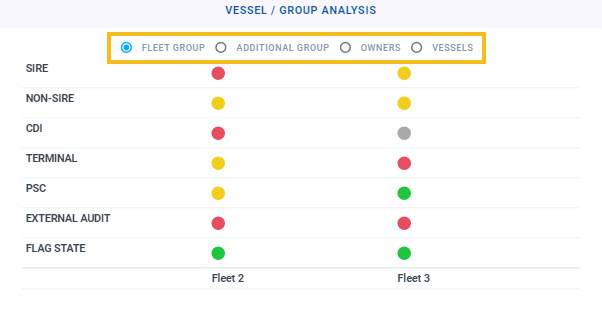 VESSEL / GROUP ANALYSIS
FLEET GROUP ADDITIONAL GROUP OWNERS VESSELS
SIRE
NON-SIRE
CDI
TERMINAL
PSC
EXTERNAL AUDIT
FLAG STATE
Fleet 2 Fleet 3